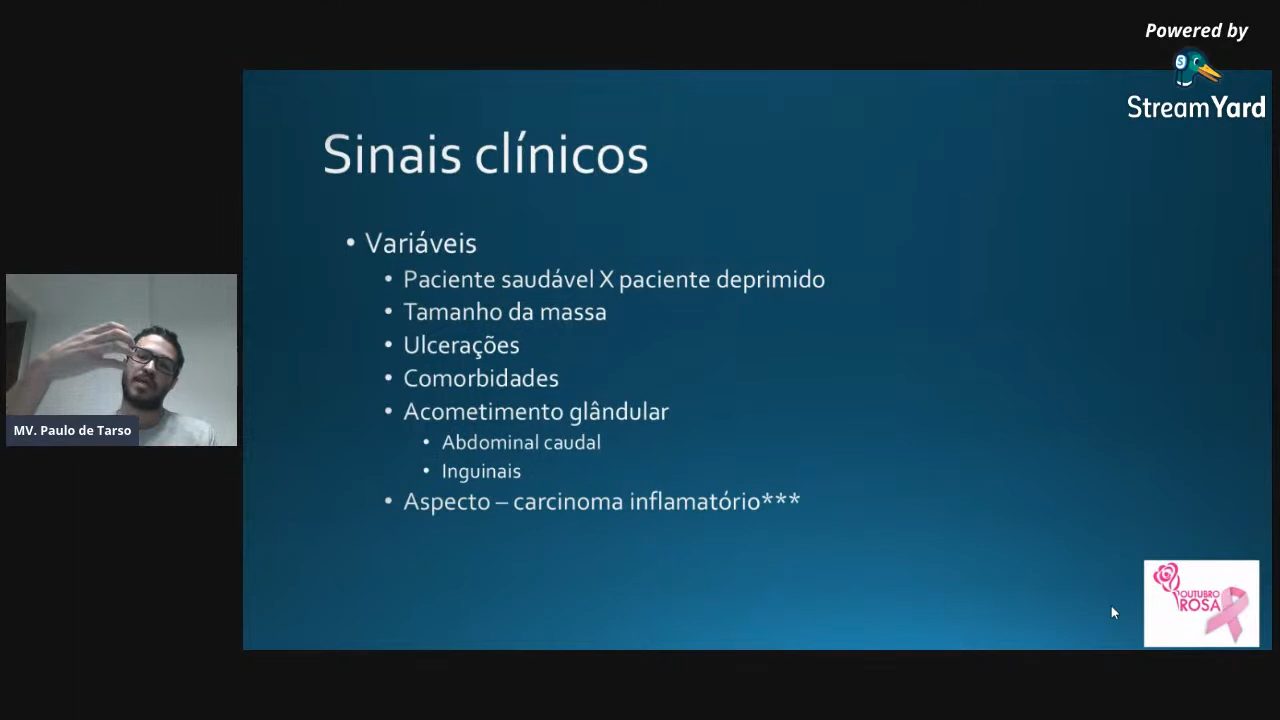 Powered by
StreamYard
Sinais clínicos
• Variáveis
• Paciente saudável X paciente deprimido
• Tamanho da massa
• Ulcerações
• Comorbidades
• Acometimento glândular
• Abdominal caudal
• Inguinais
• Aspecto – carcinoma inflamatório***
MV. Paulo de Tarso
OUTUBRO
ROSA